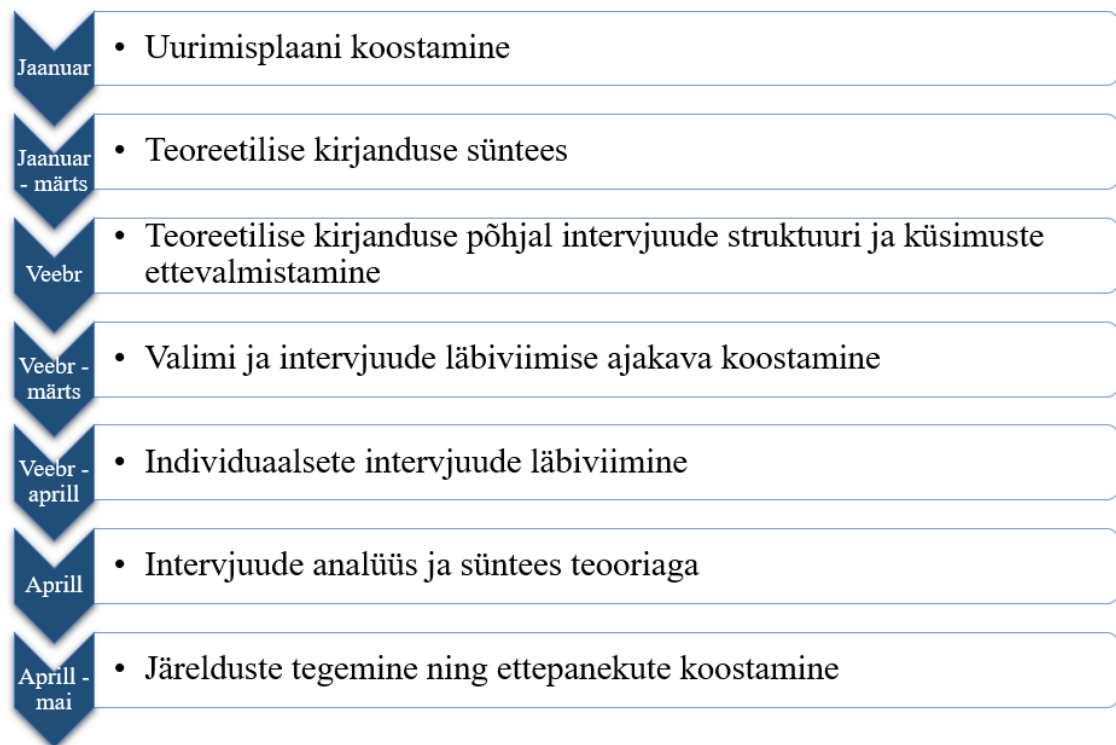 Jaanuar
• Uurimisplaani koostamine
Jaanuar
- märts
• Teoreetilise kirjanduse süntees
Veebr
• Teoreetilise kirjanduse põhjal intervjuude struktuuri ja küsimuste
ettevalmistamine
Veebr -
märts
• Valimi ja intervjuude läbiviimise ajakava koostamine
Veebr -
aprill
• Individuaalsete intervjuude läbiviimine
Aprill
• Intervjuude analüüs ja süntees teooriaga
Aprill -
mai
• Järelduste tegemine ning ettepanekute koostamine